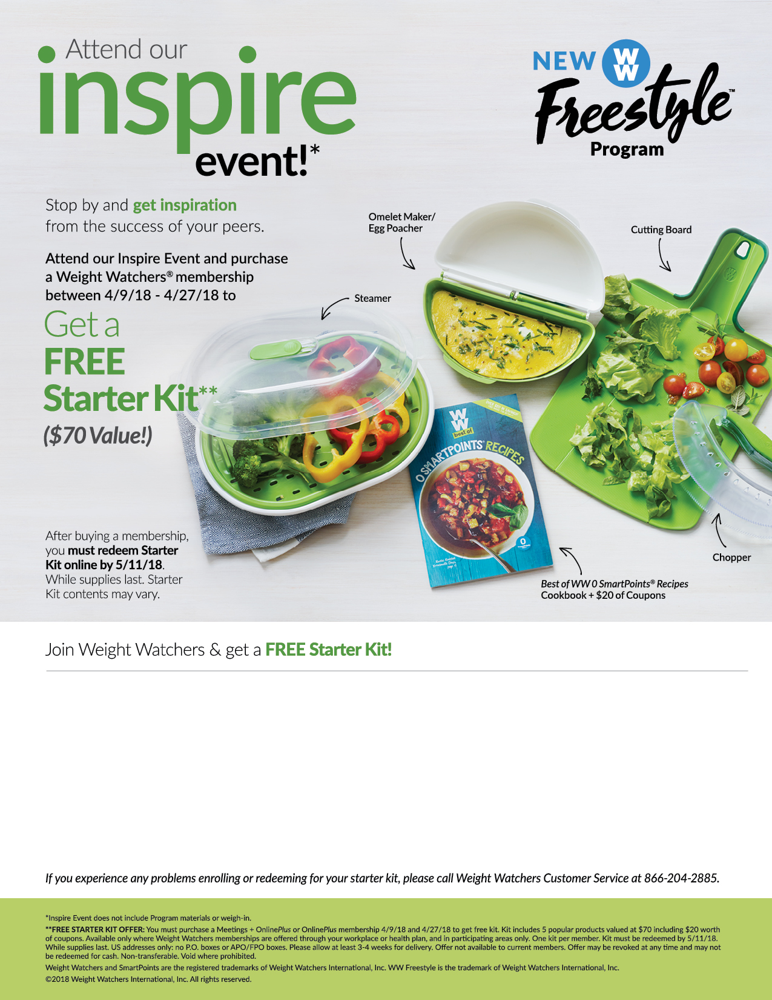 Attend our
inspire
event!*
NEW WW
Freestyle™
Program
Stop by and get inspiration
from the success of your peers.
Attend our Inspire Event and purchase
a Weight Watchers® membership
between 4/9/18 - 4/27/18 to
Get a
FREE
Starter Kit**
($70 Value!)
After buying a membership,
you must redeem Starter
Kit online by 5/11/18.
While supplies last. Starter
Kit contents may vary.
Omelet Maker/
Egg Poacher
Cutting Board
Steamer
WW
best of
0 SMARTPOINTS® RECIPES
0
Chopper
Best of WW 0 SmartPoints® Recipes
Cookbook + $20 of Coupons
Join Weight Watchers & get a FREE Starter Kit!
If you experience any problems enrolling or redeeming for your starter kit, please call Weight Watchers Customer Service at 866-204-2885.
*Inspire Event does not include Program materials or weigh-in.
**FREE STARTER KIT OFFER: You must purchase a Meetings + OnlinePlus or OnlinePlus membership 4/9/18 and 4/27/18 to get free kit. Kit includes 5 popular products valued at $70 including $20 worth
of coupons. Available only where Weight Watchers memberships are offered through your workplace or health plan, and in participating areas only. One kit per member. Kit must be redeemed by 5/11/18.
While supplies last. US addresses only: no P.O. boxes or APO/FPO boxes. Please allow at least 3-4 weeks for delivery. Offer not available to current members. Offer may be revoked at any time and may not
be redeemed for cash. Non-transferable. Void where prohibited.
Weight Watchers and SmartPoints are the registered trademarks of Weight Watchers International, Inc. WW Freestyle is the trademark of Weight Watchers International, Inc.
©2018 Weight Watchers International, Inc. All rights reserved.